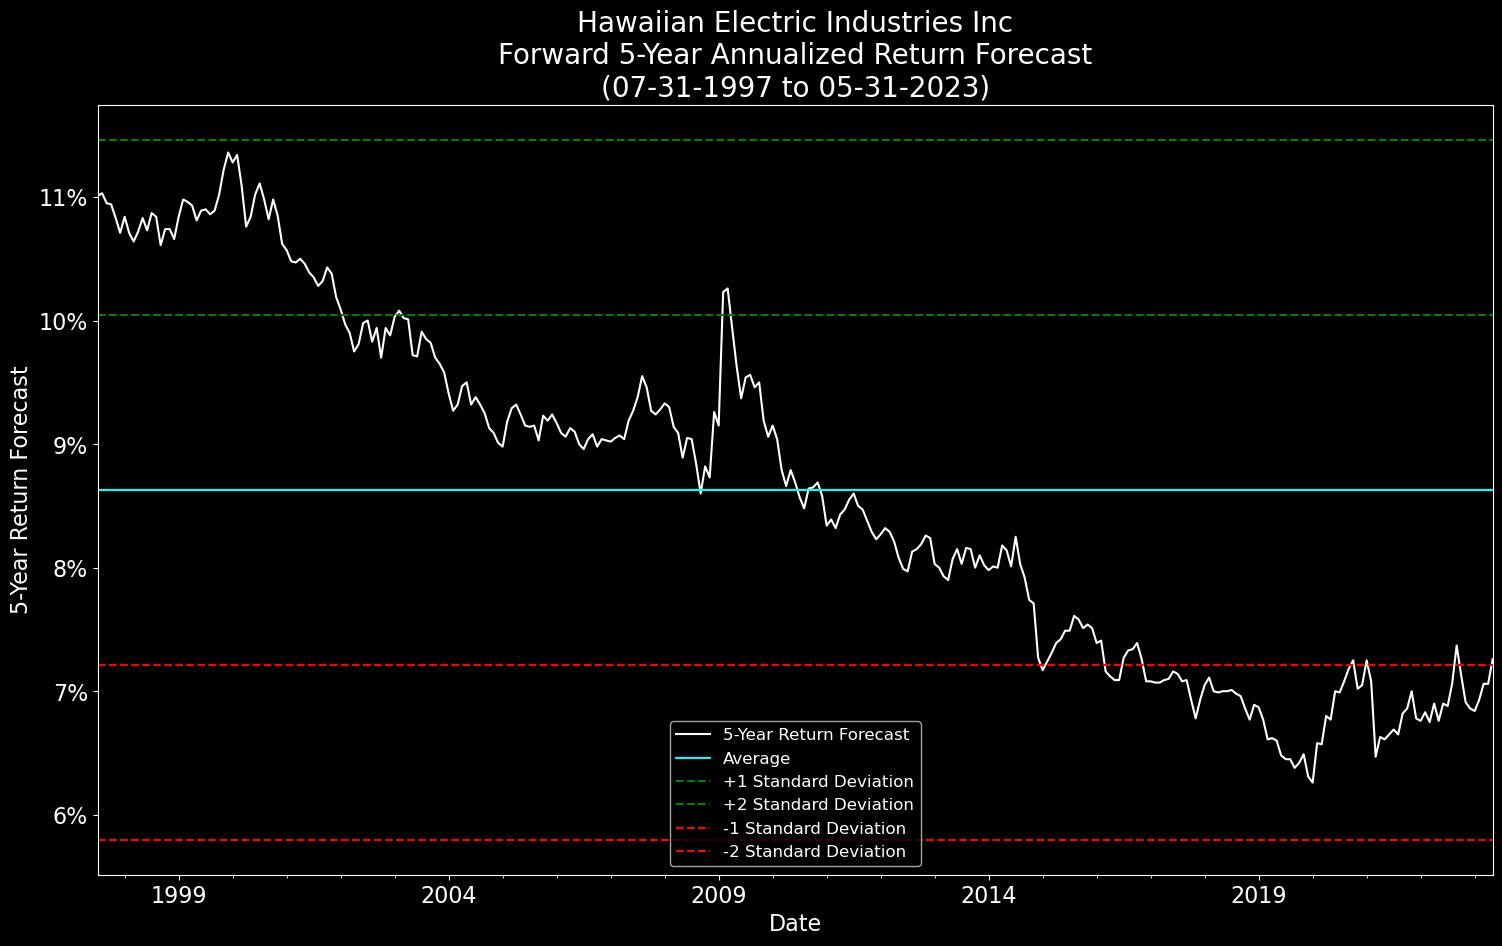 Hawaiian Electric Industries Inc
Forward 5-Year Annualized Return Forecast
(07-31-1997 to 05-31-2023)
5-Year Return Forecast
11%
10%
9%
8%
7%
6%
5-Year Return Forecast
Average
+1 Standard Deviation
+2 Standard Deviation
-1 Standard Deviation
-2 Standard Deviation
1999
2004
2009
2014
2019
Date